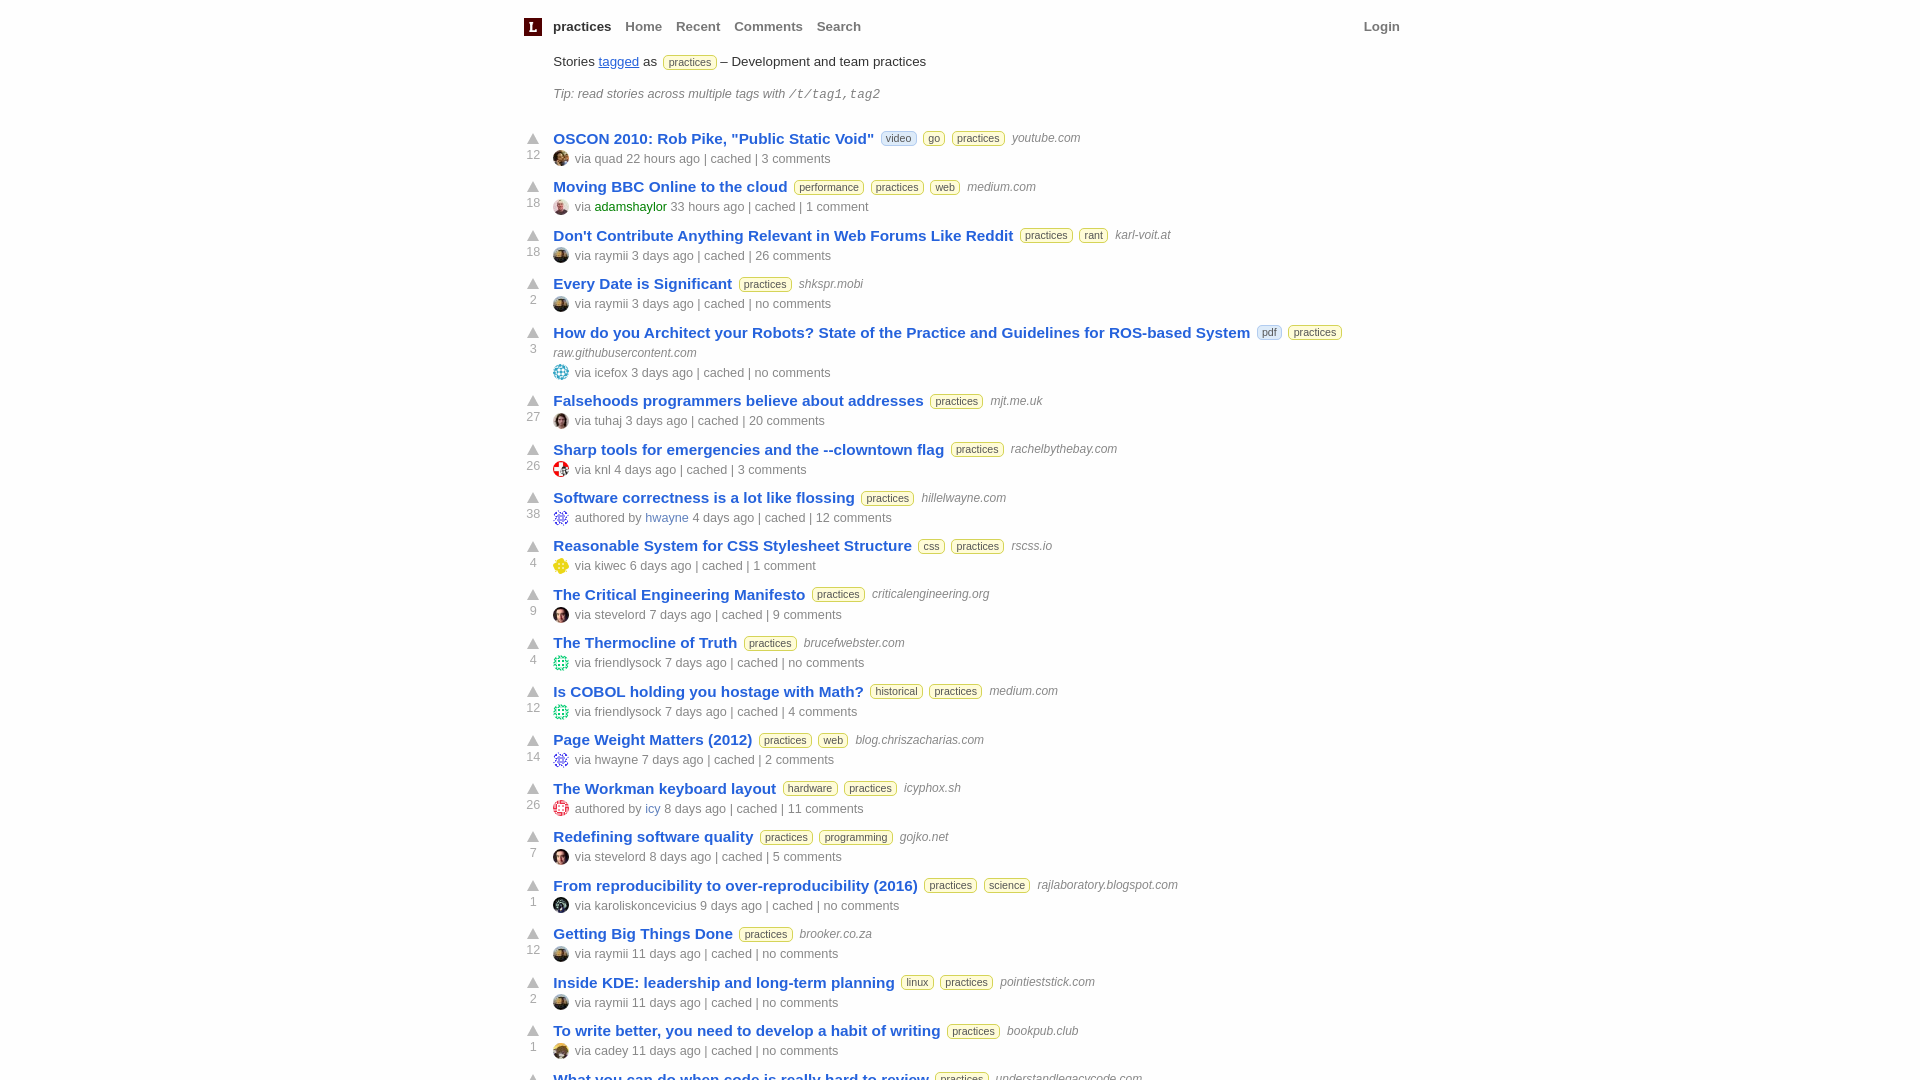 L practices Home Recent Comments Search Login
Stories tagged as practices – Development and team practices
Tip: read stories across multiple tags with /t/tag1,tag2
OSCON 2010: Rob Pike, "Public Static Void" video go practices youtube.com
12 via quad 22 hours ago | cached | 3 comments
Moving BBC Online to the cloud performance practices web medium.com
18 via adamshaylor 33 hours ago | cached | 1 comment
Don't Contribute Anything Relevant in Web Forums Like Reddit practices rant karl-voit.at
18 via raymii 3 days ago | cached | 26 comments
Every Date is Significant practices shkspr.mobi
2 via raymii 3 days ago | cached | no comments
How do you Architect your Robots? State of the Practice and Guidelines for ROS-based System pdf practices
3 raw.githubusercontent.com
via icefox 3 days ago | cached | no comments
Falsehoods programmers believe about addresses practices mjt.me.uk
27 via tuhaj 3 days ago | cached | 20 comments
Sharp tools for emergencies and the --clowntown flag practices rachelbythebay.com
26 via knl 4 days ago | cached | 3 comments
Software correctness is a lot like flossing practices hillelwayne.com
38 authored by hwayne 4 days ago | cached | 12 comments
Reasonable System for CSS Stylesheet Structure css practices rscss.io
4 via kiwec 6 days ago | cached | 1 comment
The Critical Engineering Manifesto practices criticalengineering.org
9 via stevelord 7 days ago | cached | 9 comments
The Thermocline of Truth practices brucefwebster.com
4 via friendlysock 7 days ago | cached | no comments
Is COBOL holding you hostage with Math? historical practices medium.com
12 via friendlysock 7 days ago | cached | 4 comments
Page Weight Matters (2012) practices web blog.chriszacharias.com
14 via hwayne 7 days ago | cached | 2 comments
The Workman keyboard layout hardware practices icyphox.sh
26 authored by icy 8 days ago | cached | 11 comments
Redefining software quality practices programming gojko.net
7 via stevelord 8 days ago | cached | 5 comments
From reproducibility to over-reproducibility (2016) practices science rajlaboratory.blogspot.com
1 via karoliskoncevicius 9 days ago | cached | no comments
Getting Big Things Done practices brooker.co.za
12 via raymii 11 days ago | cached | no comments
Inside KDE: leadership and long-term planning linux practices pointieststick.com
2 via raymii 11 days ago | cached | no comments
To write better, you need to develop a habit of writing practices bookpub.club
1 via cadey 11 days ago | cached | no comments
What you can do when code is really hard to review practices understandlegacycode.com